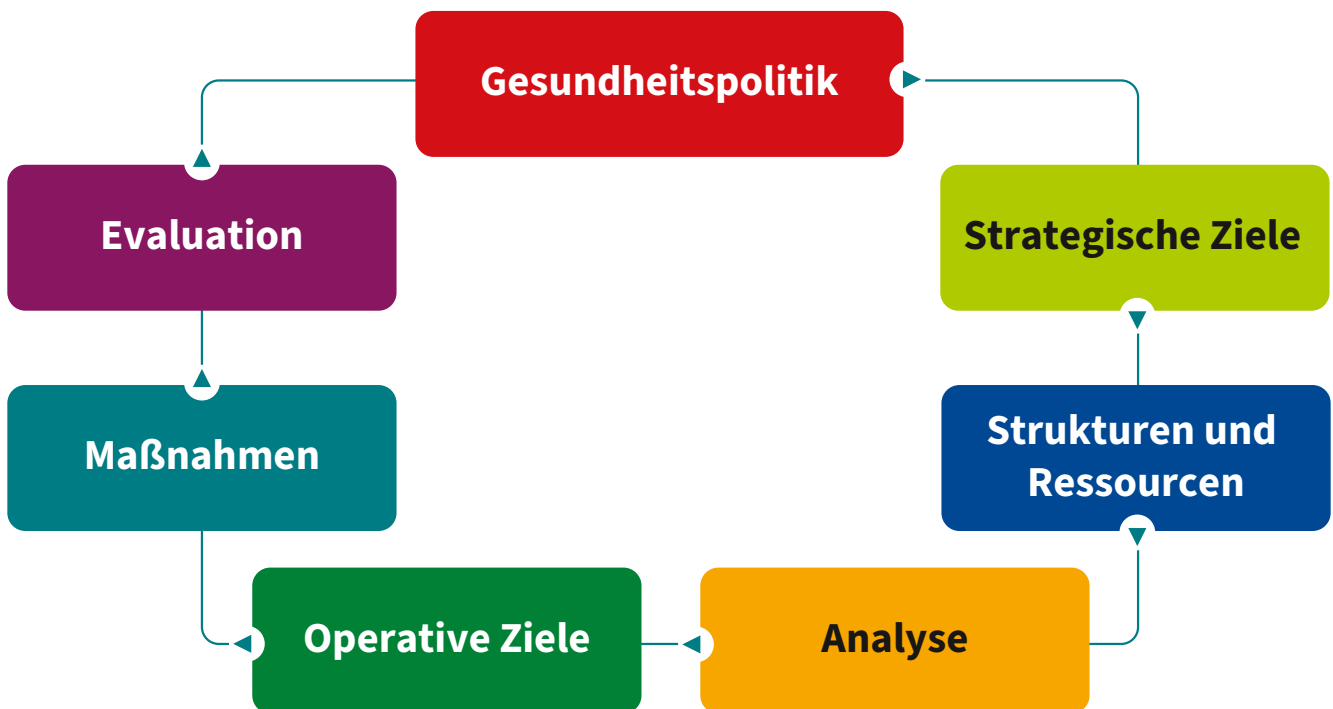 Gesundheitspolitik
Evaluation
Strategische Ziele
Maßnahmen
Strukturen und
Ressourcen
Operative Ziele
Analyse